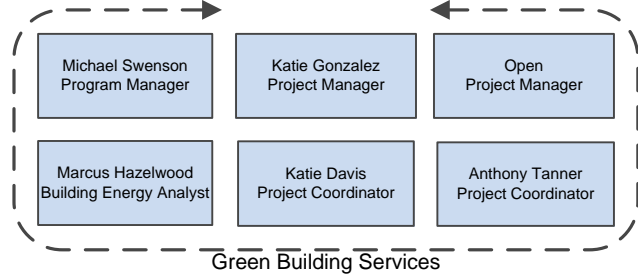 Michael Swenson
Program Manager
Katie Gonzalez
Project Manager
Open
Project Manager
Marcus Hazelwood
Building Energy Analyst
Katie Davis
Project Coordinator
Anthony Tanner
Project Coordinator
Green Building Services